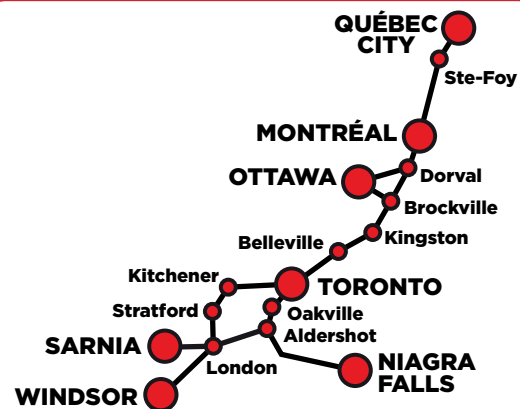 QUÉBEC
CITY
Ste-Foy
MONTRÉAL
Dorval
OTTAWA
Brockville
Kingston
Belleville
Kitchener
TORONTO
Stratford
Oakville
Aldershot
SARNIA
London
NIAGRA
FALLS
WINDSOR